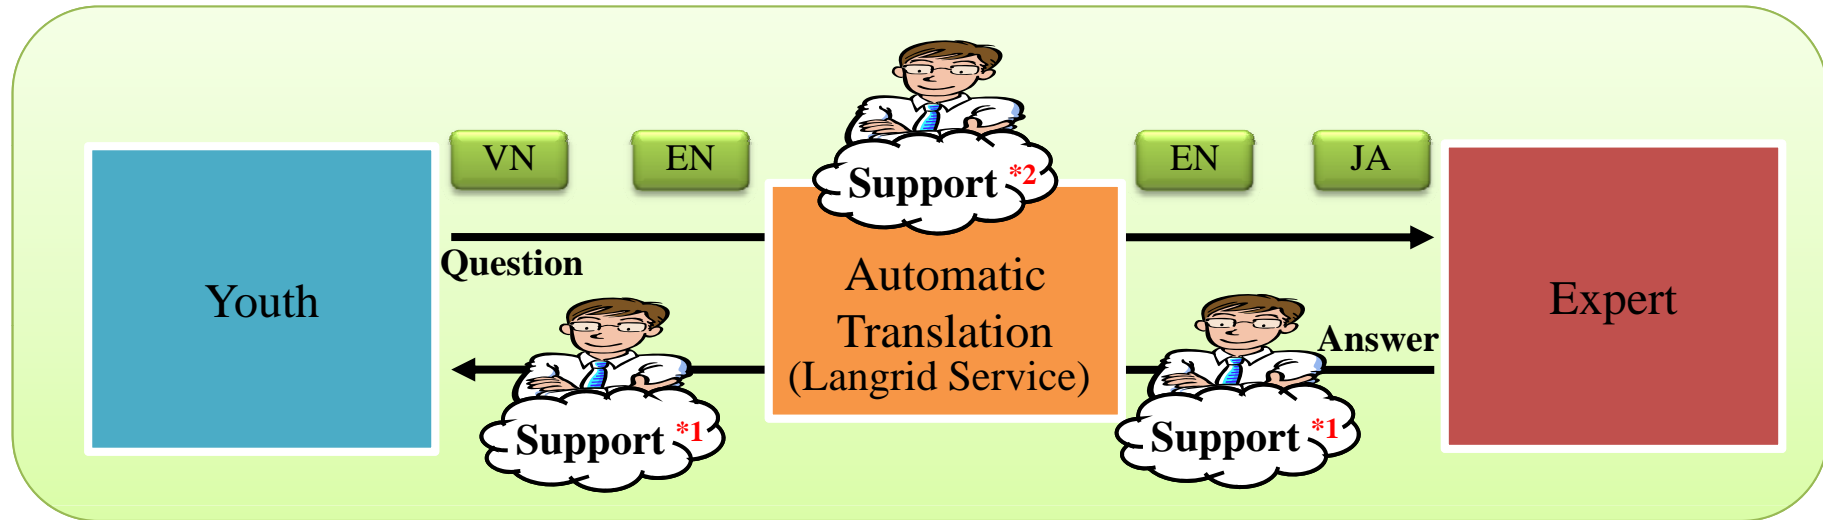 VN
EN
Support *2
EN
JA
Question
Youth
Automatic
Translation
(Langrid Service)
Expert
Answer
Support *1
Support *1